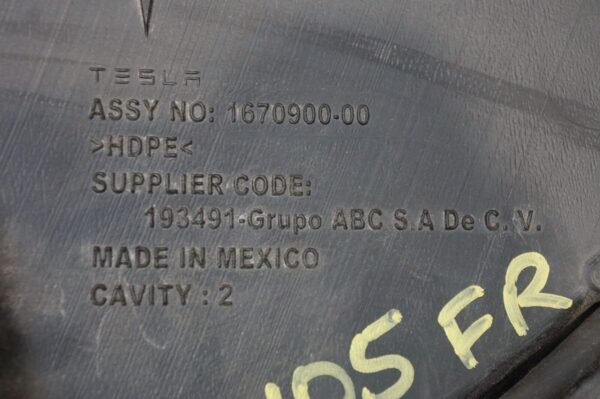 TESLA
ASSY NO: 1670900-00
>HDPE<
SUPPLIER CODE:
193491-Grupo ABC S.A De C. V.
MADE IN MEXICO
CAVITY : 2
FR